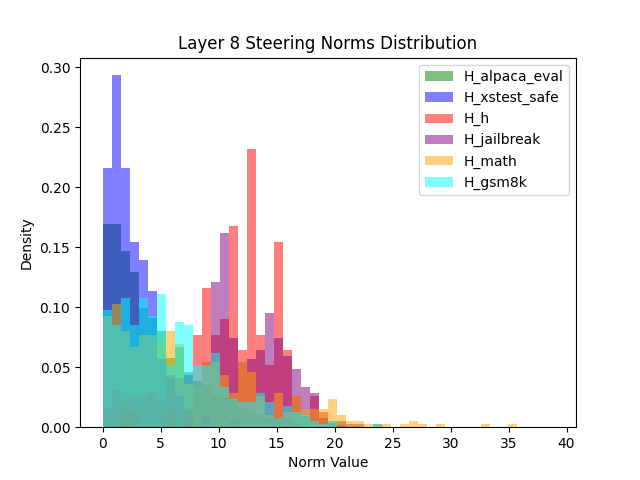 Layer 8 Steering Norms Distribution
0.30
0.25
0.20
0.15
0.10
0.05
0.00
Density
H_alpaca_eval
H_xstest_safe
H_h
H_jailbreak
H_math
H_gsm8k
0 5 10 15 20 25 30 35 40
Norm Value